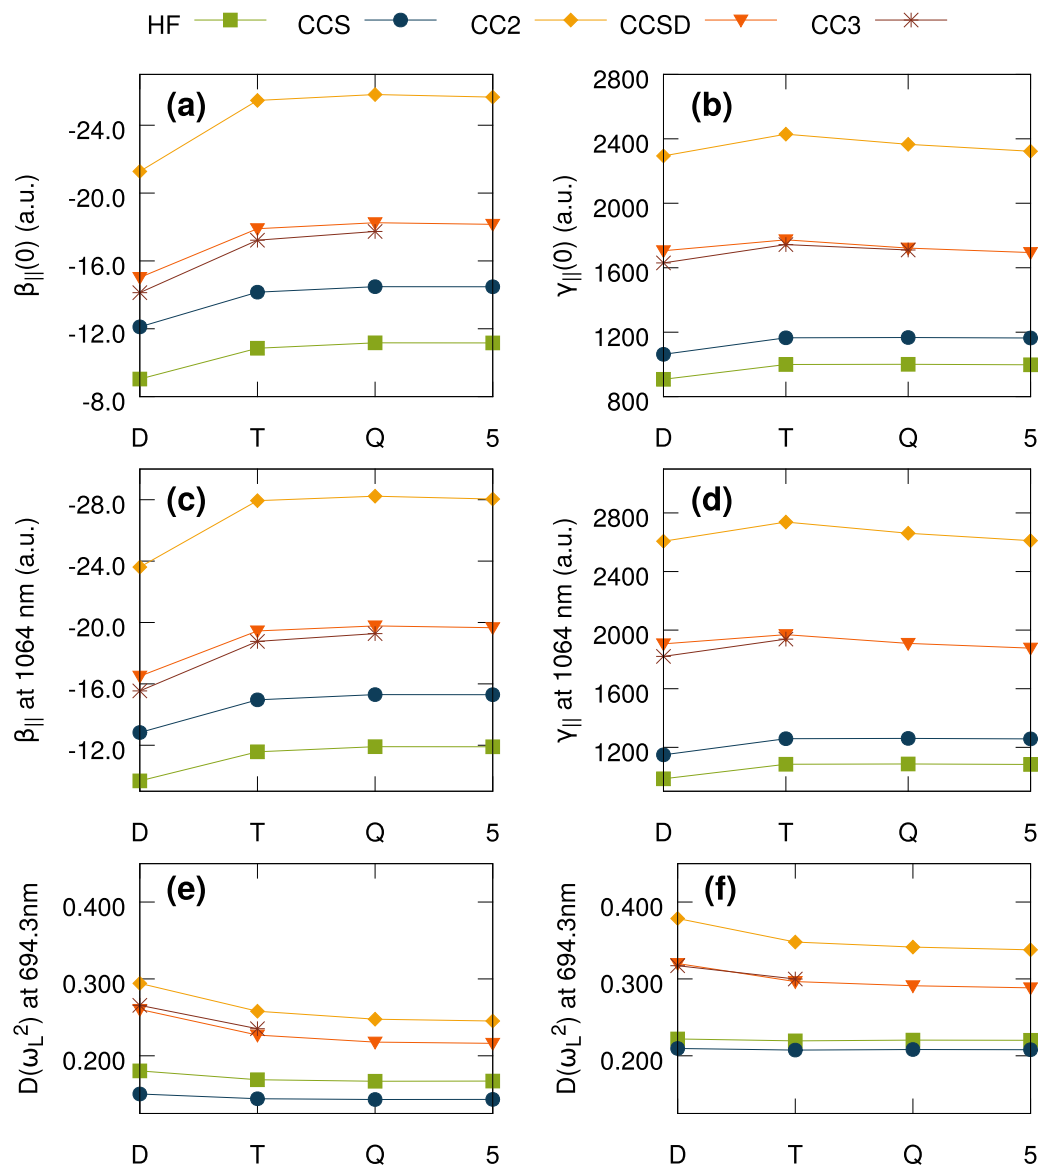 HF CCS CC2 CCSD CC3
(a)
β||(0) (a.u.)
-24.0
-20.0
-16.0
-12.0
-8.0
D T Q 5
(b)
γ||(0) (a.u.)
2800
2400
2000
1600
1200
800
D T Q 5
(c)
β|| at 1064 nm (a.u.)
-28.0
-24.0
-20.0
-16.0
-12.0
D T Q 5
(d)
γ|| at 1064 nm (a.u.)
2800
2400
2000
1600
1200
D T Q 5
(e)
D(ωL²) at 694.3nm
0.400
0.300
0.200
D T Q 5
(f)
D(ωL²) at 694.3nm
0.400
0.300
0.200
D T Q 5